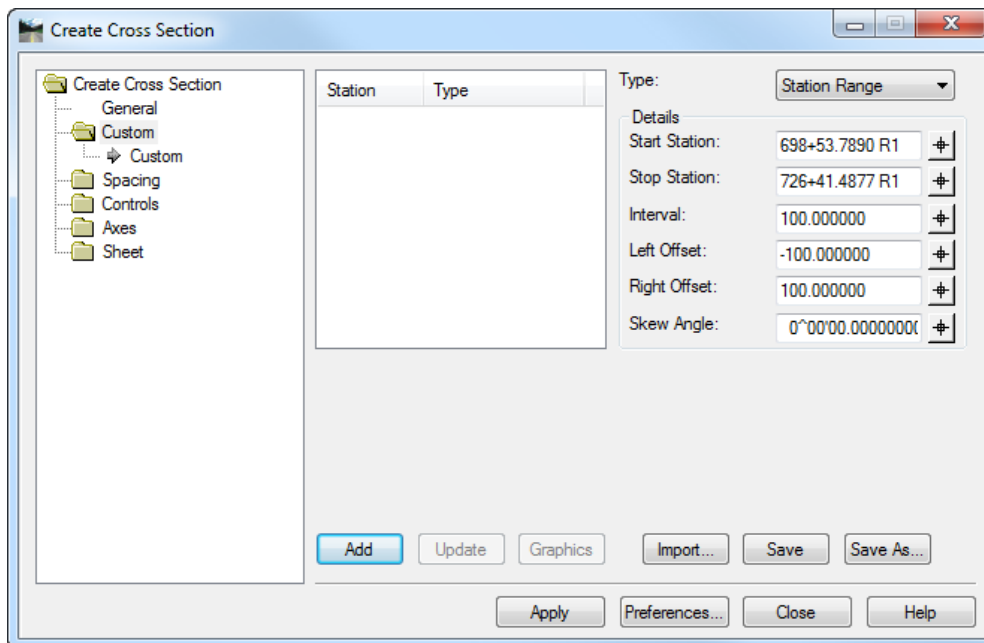 Create Cross Section
Create Cross Section
General
Custom
Custom
Spacing
Controls
Axes
Sheet
Station Type
Type: Station Range
Details
Start Station: 698+53.7890 R1
Stop Station: 726+41.4877 R1
Interval: 100.000000
Left Offset: -100.000000
Right Offset: 100.000000
Skew Angle: 0^00'00.0000000(
Add Update Graphics Import... Save Save As...
Apply Preferences... Close Help